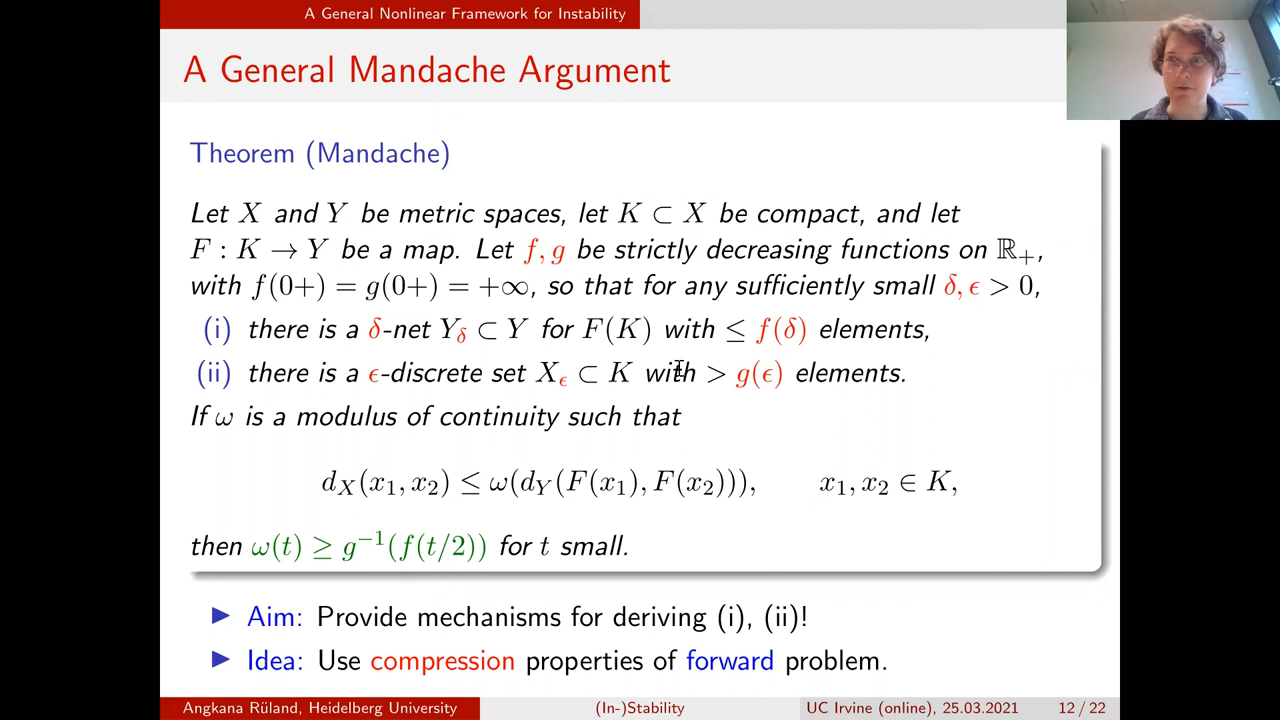 A General Nonlinear Framework for Instability
A General Mandache Argument
Theorem (Mandache)
Let X and Y be metric spaces, let K ⊂ X be compact, and let
F : K → Y be a map. Let f, g be strictly decreasing functions on ℝ₊,
with f(0+) = g(0+) = +∞, so that for any sufficiently small δ, ϵ > 0,
(i) there is a δ-net Y_δ ⊂ Y for F(K) with ≤ f(δ) elements,
(ii) there is a ϵ-discrete set X_ϵ ⊂ K with > g(ϵ) elements.
If ω is a modulus of continuity such that
d_X(x₁, x₂) ≤ ω(d_Y(F(x₁), F(x₂))), x₁, x₂ ∈ K,
then ω(t) ≥ g⁻¹(f(t/2)) for t small.
▶ Aim: Provide mechanisms for deriving (i), (ii)!
▶ Idea: Use compression properties of forward problem.
Angkana Rüland, Heidelberg University (In-)Stability UC Irvine (online), 25.03.2021 12 / 22